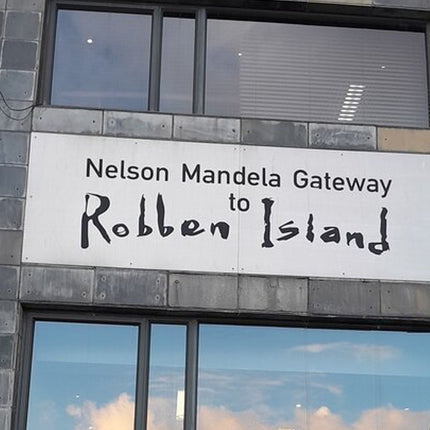 Nelson Mandela Gateway
to
Robben Island